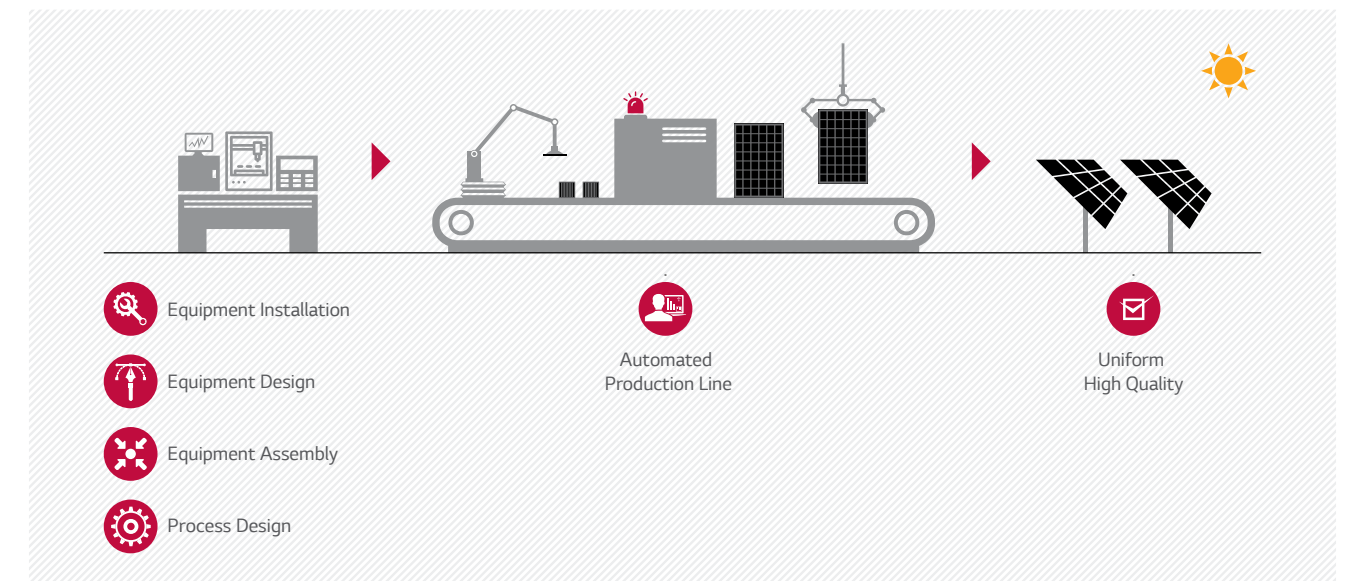 Equipment Installation
Equipment Design
Equipment Assembly
Process Design
Automated
Production Line
Uniform
High Quality